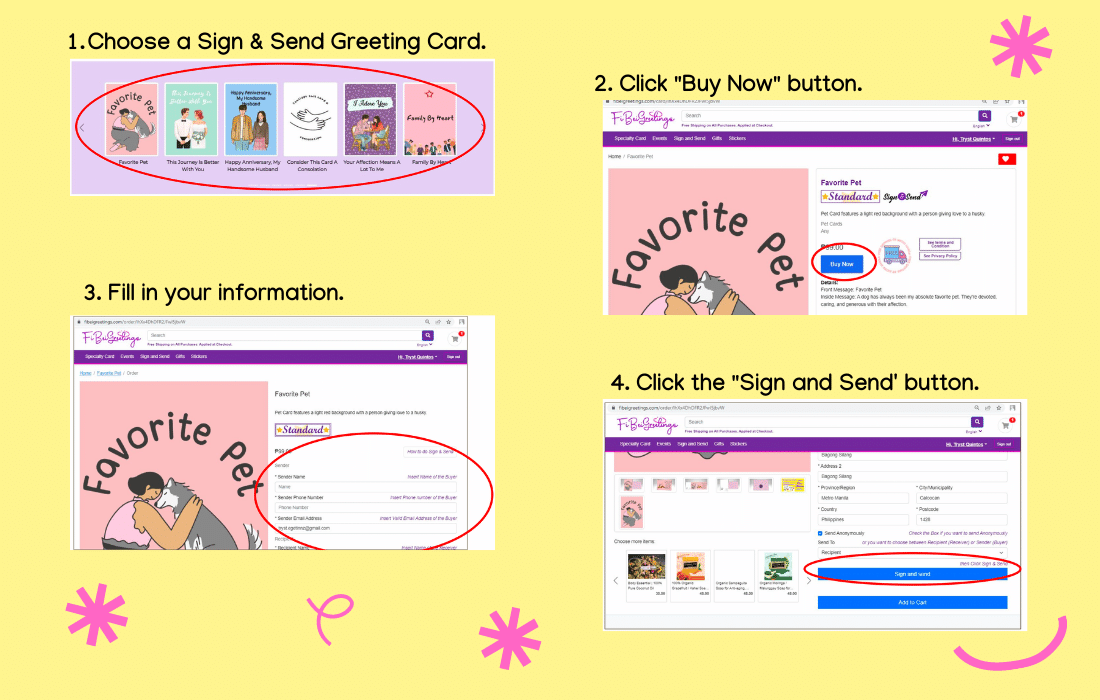 1.Choose a Sign & Send Greeting Card.
Favorite Pet
This Journey Is
Better With You
Happy Anniversary,
My Handsome
Husband
I Adore You
Family By Heart
Favorite Pet
This Journey Is Better
With You
Happy Anniversary, My
Handsome Husband
Consider This Card A
Consolation
Your Affection Means A
Lot To Me
Family By Heart
2. Click "Buy Now" button.
FiBeiGreetings
Search
Free Shipping on All Purchases. Applied at Checkout.
English
Specialty Card Events Sign and Send Gifts Stickers
Hi, Tryst Quintos
Sign out
Home / Favorite Pet
Favorite Pet
Favorite Pet
Standard
Sign & Send
Pet Card features a light red background with a person giving love to a husky.
Pet Cards
Any
₱99.00
Buy Now
See Terms and
Condition
See Privacy Policy
Details:
Front Message: Favorite Pet
Inside Message: A dog has always been my absolute favorite pet. They're devoted,
caring, and generous with their affection.
3. Fill in your information.
FiBeiGreetings
Search
Free Shipping on All Purchases. Applied at Checkout.
English
Specialty Card Events Sign and Send Gifts Stickers
Hi, Tryst Quintos
Sign out
Home / Favorite Pet / Order
Favorite Pet
Favorite Pet
Pet Card features a light red background with a person giving love to a husky.
Standard
₱99.00
How to do Sign & Send
Sender
* Sender Name
Insert Name of the Buyer
Name
* Sender Phone Number
Insert Phone number of the Buyer
Phone Number
* Sender Email Address
Insert Valid Email Address of the Buyer
Recipient
* Recipient Name
4. Click the "Sign and Send' button.
FiBeiGreetings
Search
Free Shipping on All Purchases. Applied at Checkout.
English
Specialty Card Events Sign and Send Gifts Stickers
Hi, Tryst Quintos
Sign out
Bagong Silang
* Address 2
Bagong Silang
* Province/Region
* City/Municipality
Metro Manila
Caloocan
* Country
* Postcode
Philippines
1428
Send Anonymously
Check the Box if you want to send Anonymously
Send To
or you want to choose between Recipient (Receiver) or Sender (Buyer)
Recipient
then Click Sign & Send
Sign and send
Add to Cart
Favorite Pet
Choose more items: